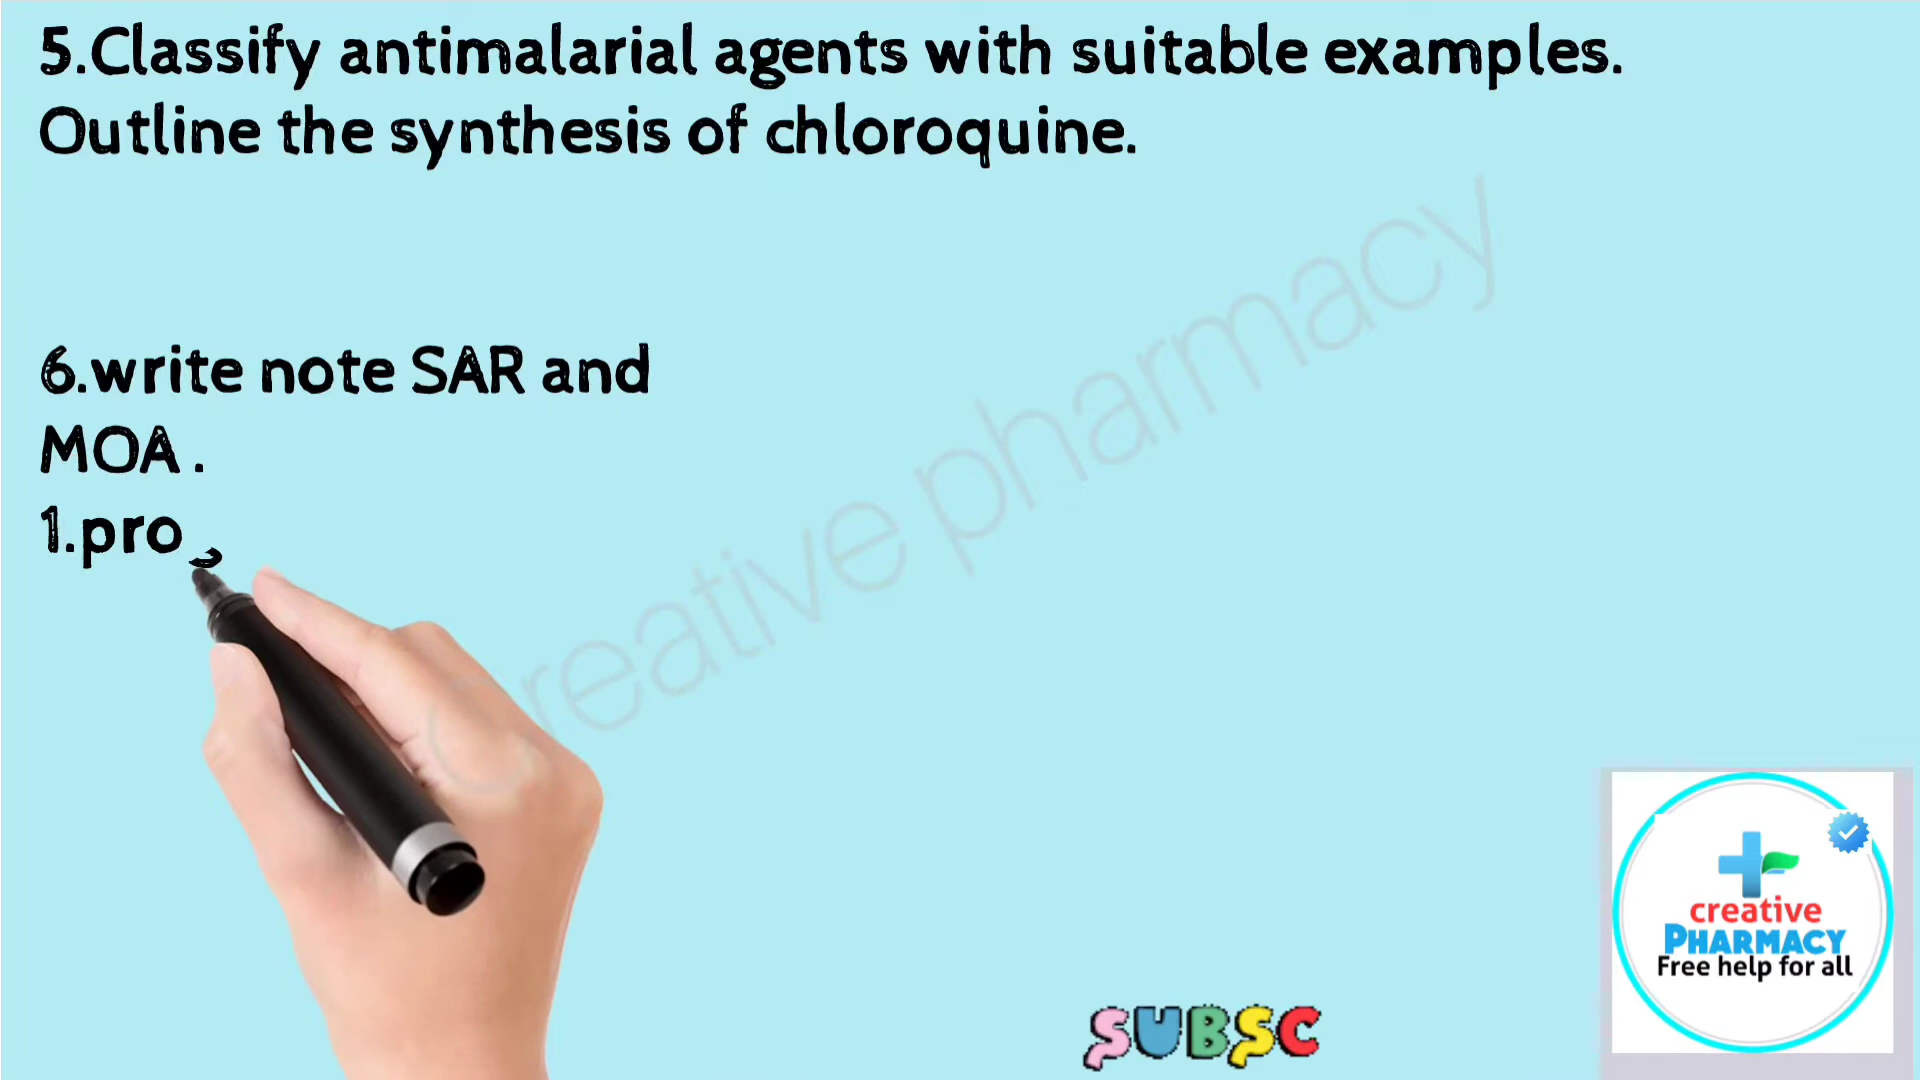 5.Classify antimalarial agents with suitable examples.
Outline the synthesis of chloroquine.
6.write note SAR and
MOA .
1.pro
creative pharmacy
creative
PHARMACY
Free help for all
SUBSC